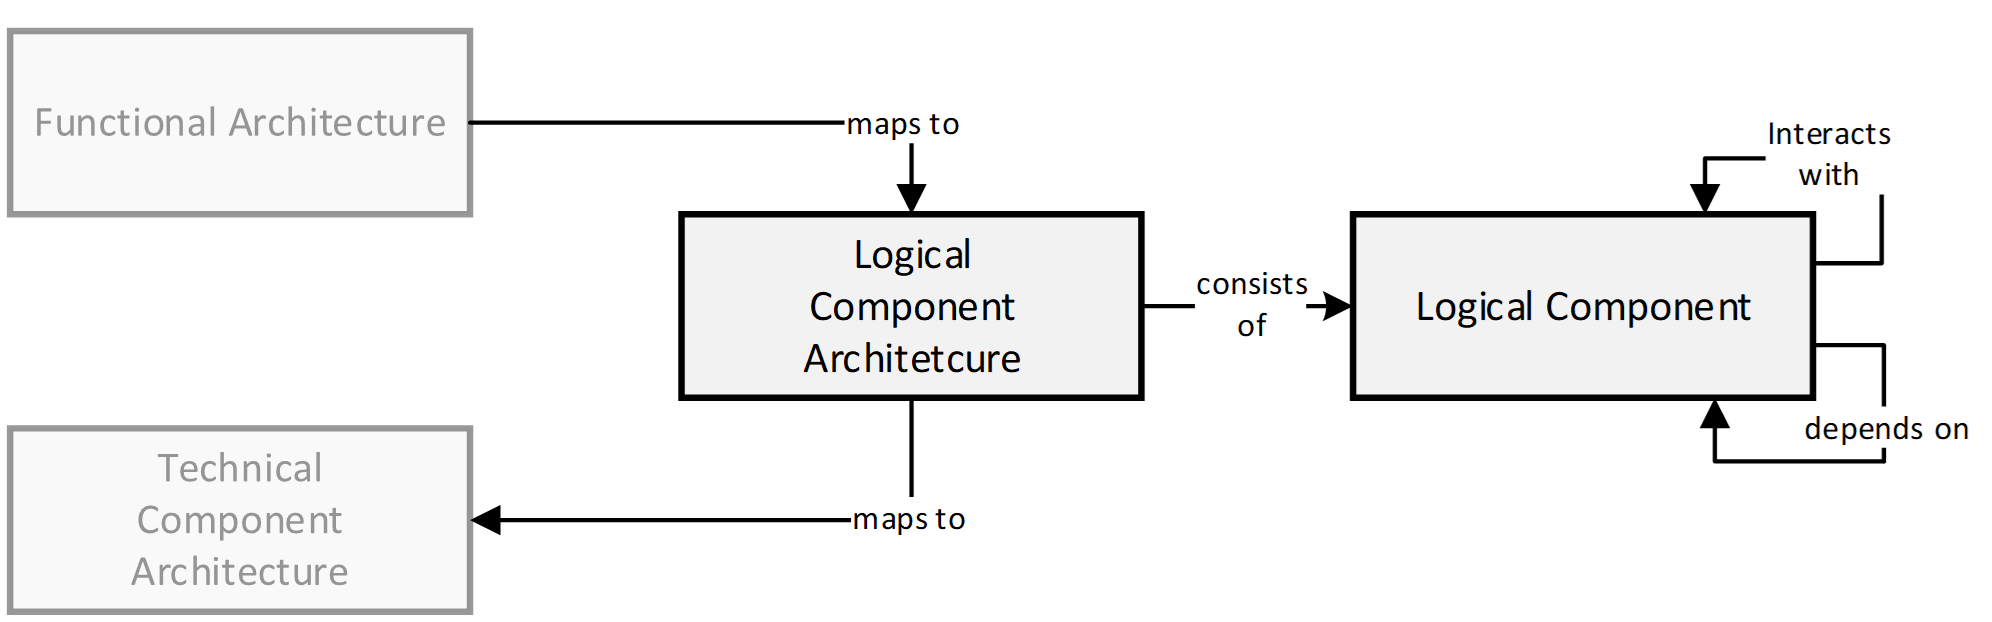 Functional Architecture
maps to
Interacts
with
Logical
Component
Architetcure
consists
of
Logical Component
depends on
Technical
Component
Architecture
maps to